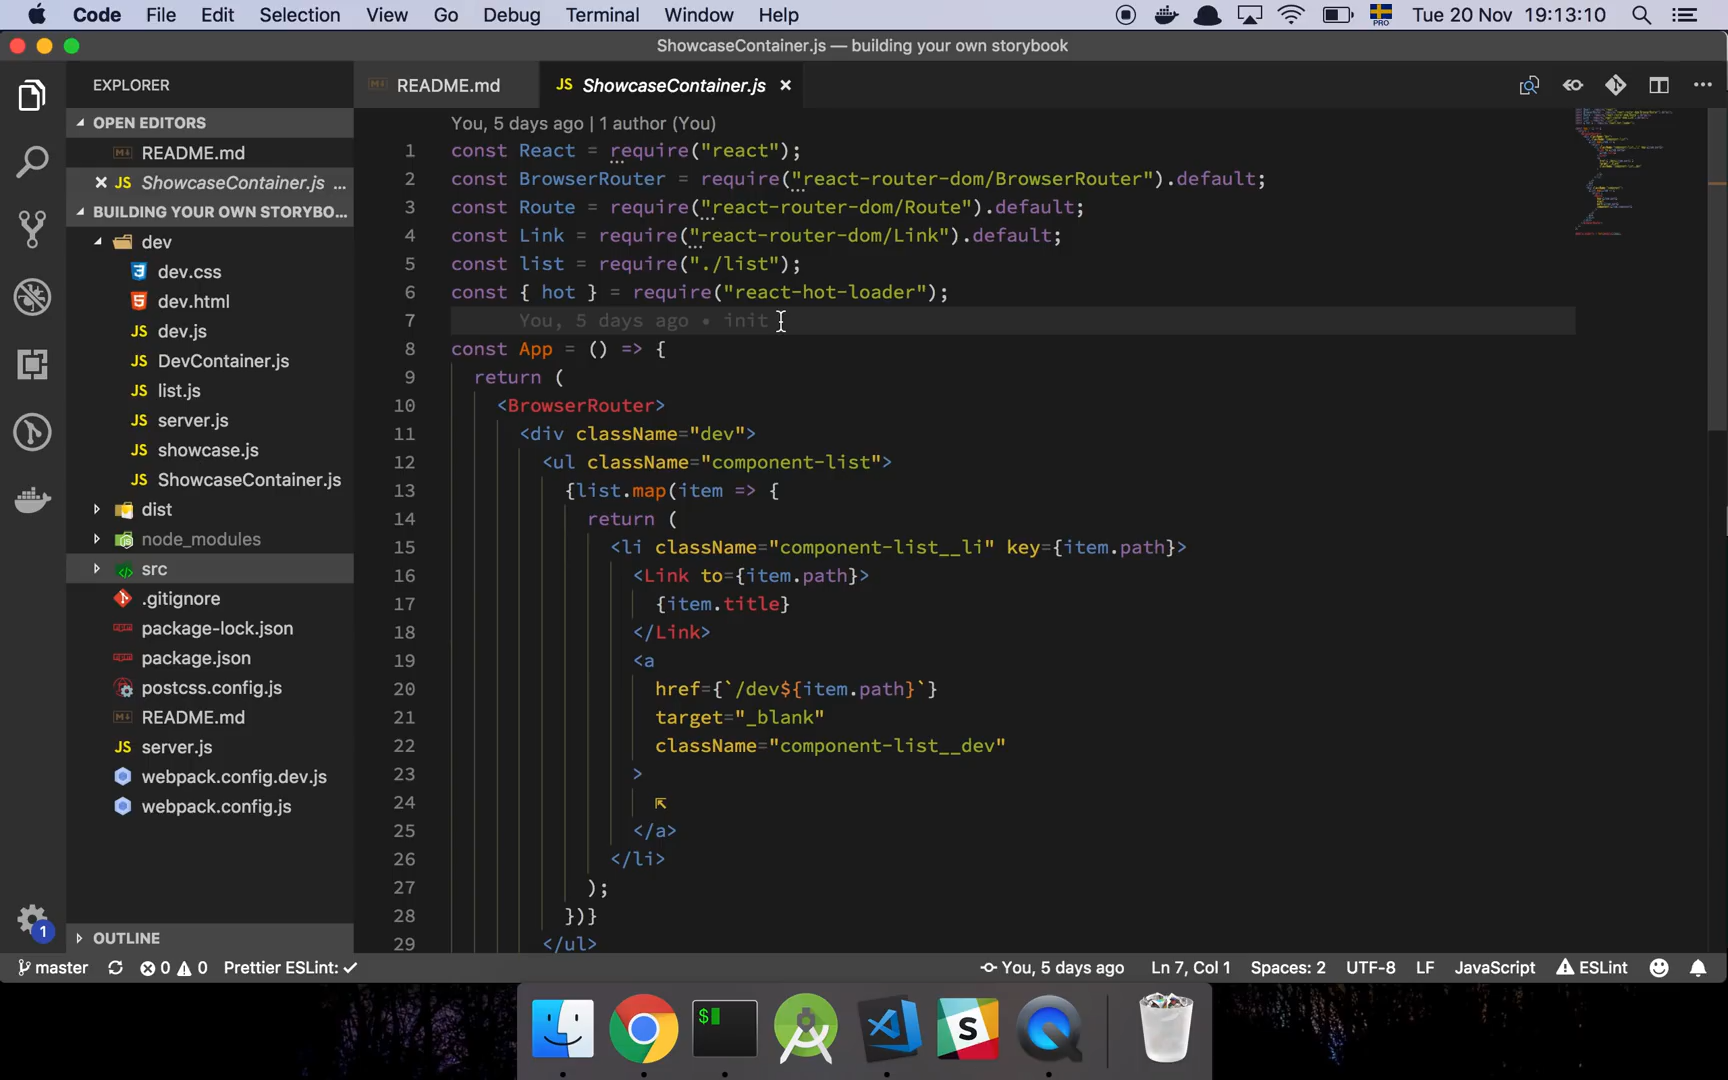 Code File Edit Selection View Go Debug Terminal Window Help PRO Tue 20 Nov 19:13:10
ShowcaseContainer.js — building your own storybook
EXPLORER
README.md
JS ShowcaseContainer.js ×
OPEN EDITORS
README.md
× JS ShowcaseContainer.js ...
BUILDING YOUR OWN STORYBO...
dev
dev.css
dev.html
JS dev.js
JS DevContainer.js
JS list.js
JS server.js
JS showcase.js
JS ShowcaseContainer.js
dist
node_modules
src
.gitignore
package-lock.json
package.json
postcss.config.js
README.md
JS server.js
webpack.config.dev.js
webpack.config.js
OUTLINE
1
You, 5 days ago | 1 author (You)
1 const React = require("react");
2 const BrowserRouter = require("react-router-dom/BrowserRouter").default;
3 const Route = require("react-router-dom/Route").default;
4 const Link = require("react-router-dom/Link").default;
5 const list = require("./list");
6 const { hot } = require("react-hot-loader");
7 You, 5 days ago • init
8 const App = () => {
9 return (
10 <BrowserRouter>
11 <div className="dev">
12 <ul className="component-list">
13 {list.map(item => {
14 return (
15 <li className="component-list__li" key={item.path}>
16 <Link to={item.path}>
17 {item.title}
18 </Link>
19 <a
20 href={`/dev${item.path}`}
21 target="_blank"
22 className="component-list__dev"
23 >
24 ⇱
25 </a>
26 </li>
27 );
28 })}
29 </ul>
master 0 0 Prettier ESLint: ✓ You, 5 days ago Ln 7, Col 1 Spaces: 2 UTF-8 LF JavaScript ESLint
$
S